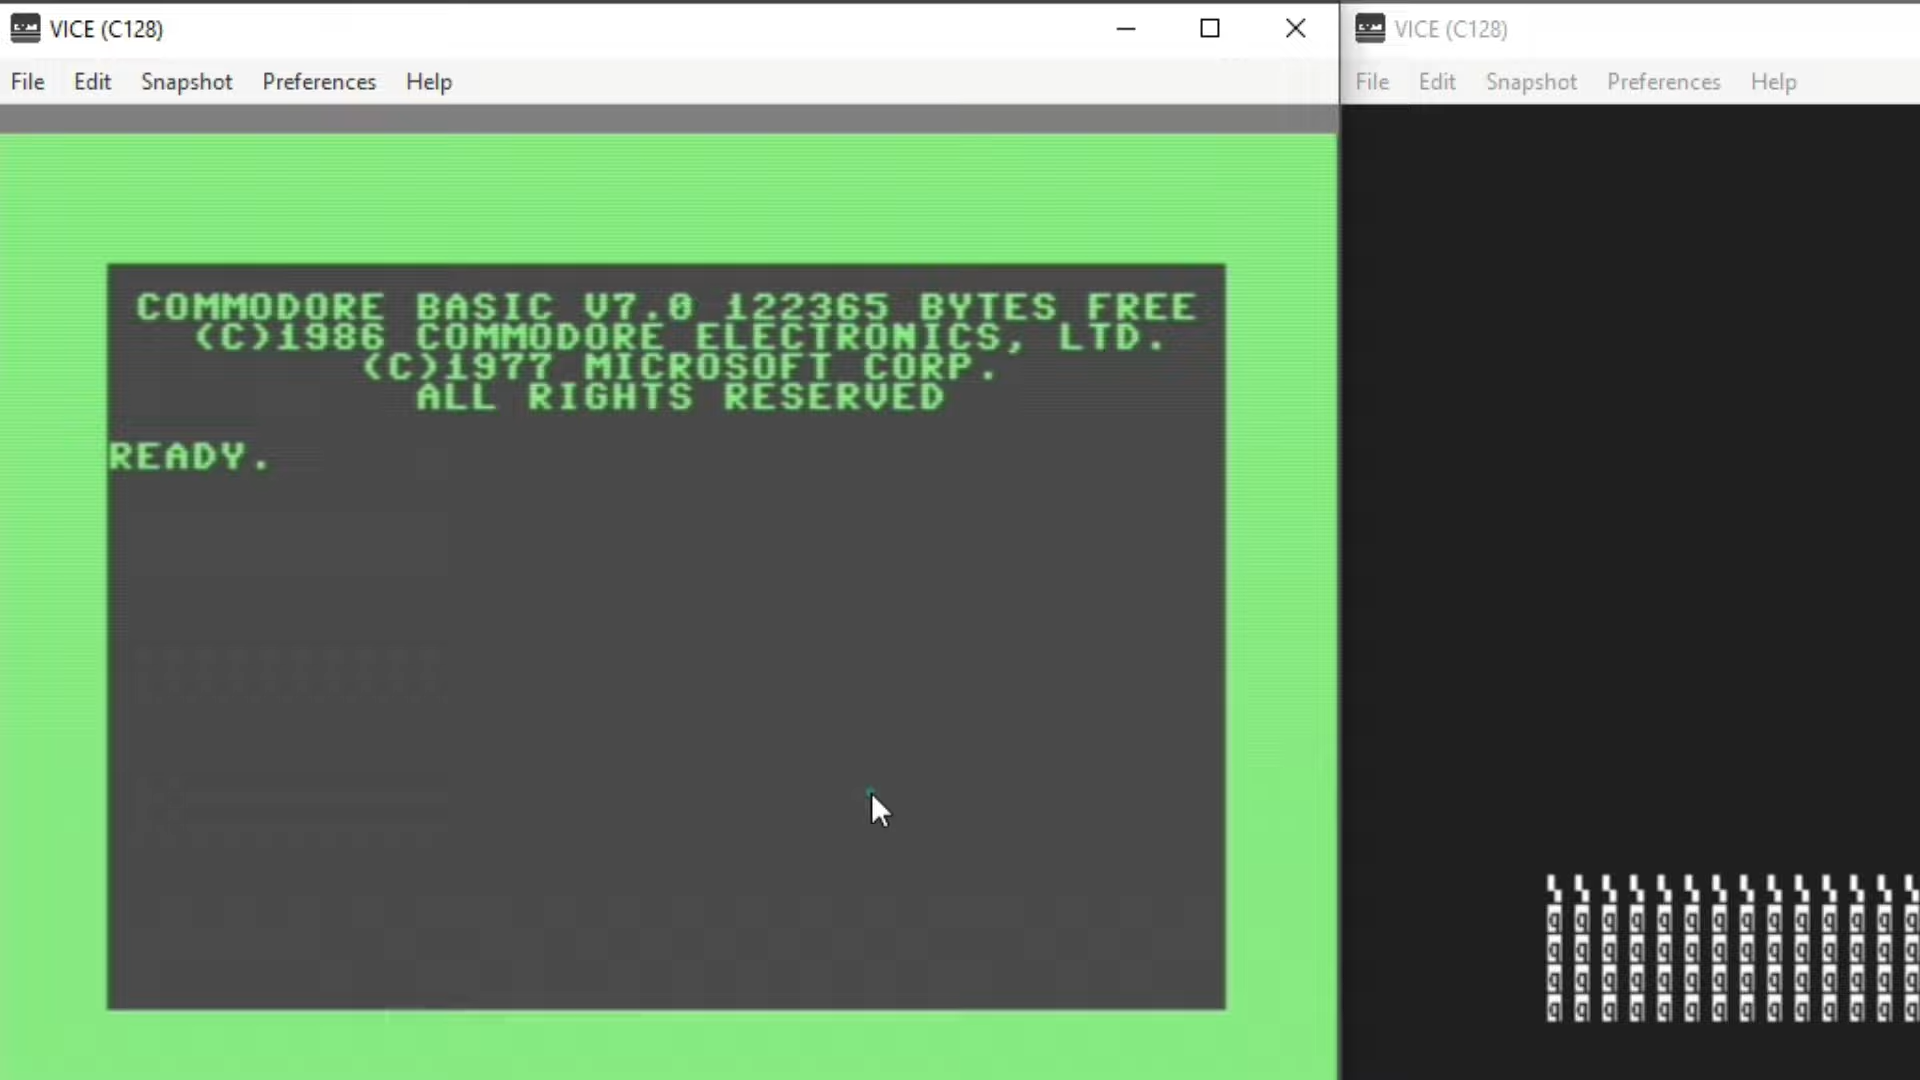 VICE (C128)
File Edit Snapshot Preferences Help
COMMODORE BASIC V7.0 122365 BYTES FREE
(C)1986 COMMODORE ELECTRONICS, LTD.
(C)1977 MICROSOFT CORP.
ALL RIGHTS RESERVED
READY.
VICE (C128)
File Edit Snapshot Preferences Help
q q q q q q q q q q q q q q
q q q q q q q q q q q q q q
q q q q q q q q q q q q q q
q q q q q q q q q q q q q q